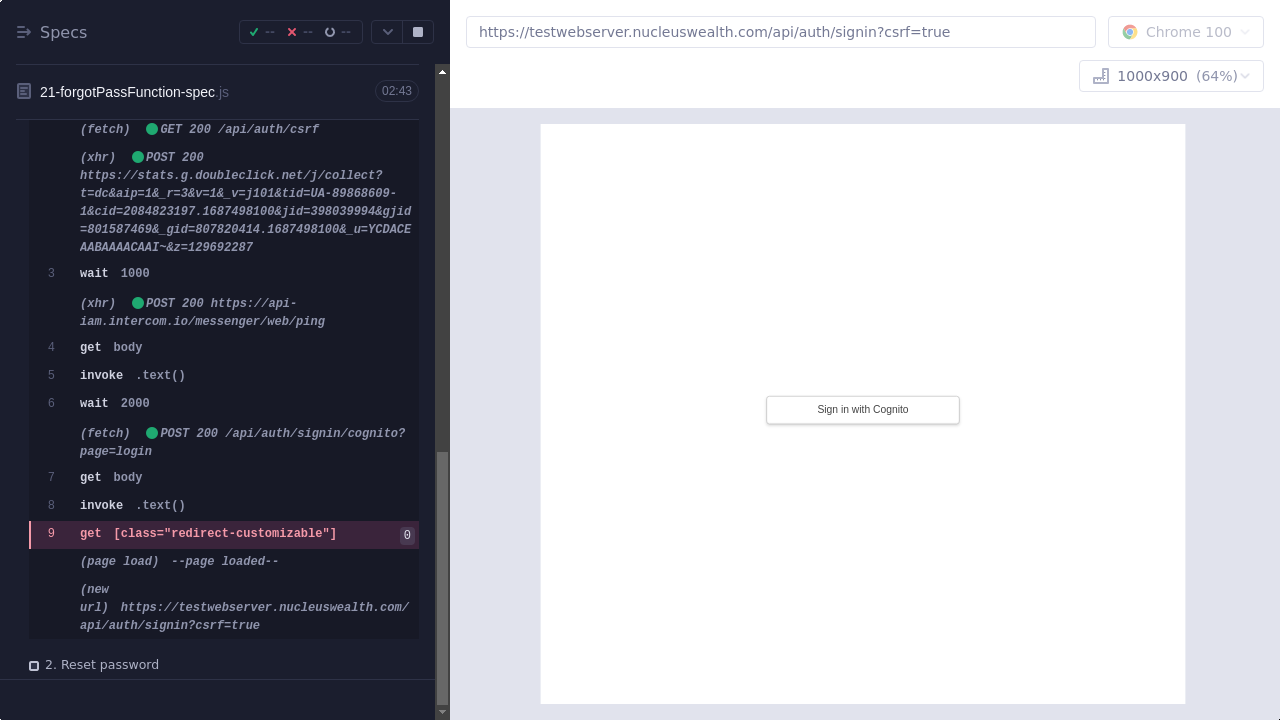 Specs
-- -- --
21-forgotPassFunction-spec.js
02:43
(fetch) GET 200 /api/auth/csrf
(xhr) POST 200
https://stats.g.doubleclick.net/j/collect?
t=dc&aip=1&_r=3&v=1&_v=j101&tid=UA-89868609-
1&cid=2084823197.1687498100&jid=398039994&gjid
=801587469&_gid=807820414.1687498100&_u=YCDACE
AABAAAACAAI~&z=129692287
3 wait 1000
(xhr) POST 200 https://api-
iam.intercom.io/messenger/web/ping
4 get body
5 invoke .text()
6 wait 2000
(fetch) POST 200 /api/auth/signin/cognito?
page=login
7 get body
8 invoke .text()
9 get [class="redirect-customizable"] 0
(page load) --page loaded--
(new
url) https://testwebserver.nucleuswealth.com/
api/auth/signin?csrf=true
2. Reset password
https://testwebserver.nucleuswealth.com/api/auth/signin?csrf=true
Chrome 100
1000x900 (64%)
Sign in with Cognito